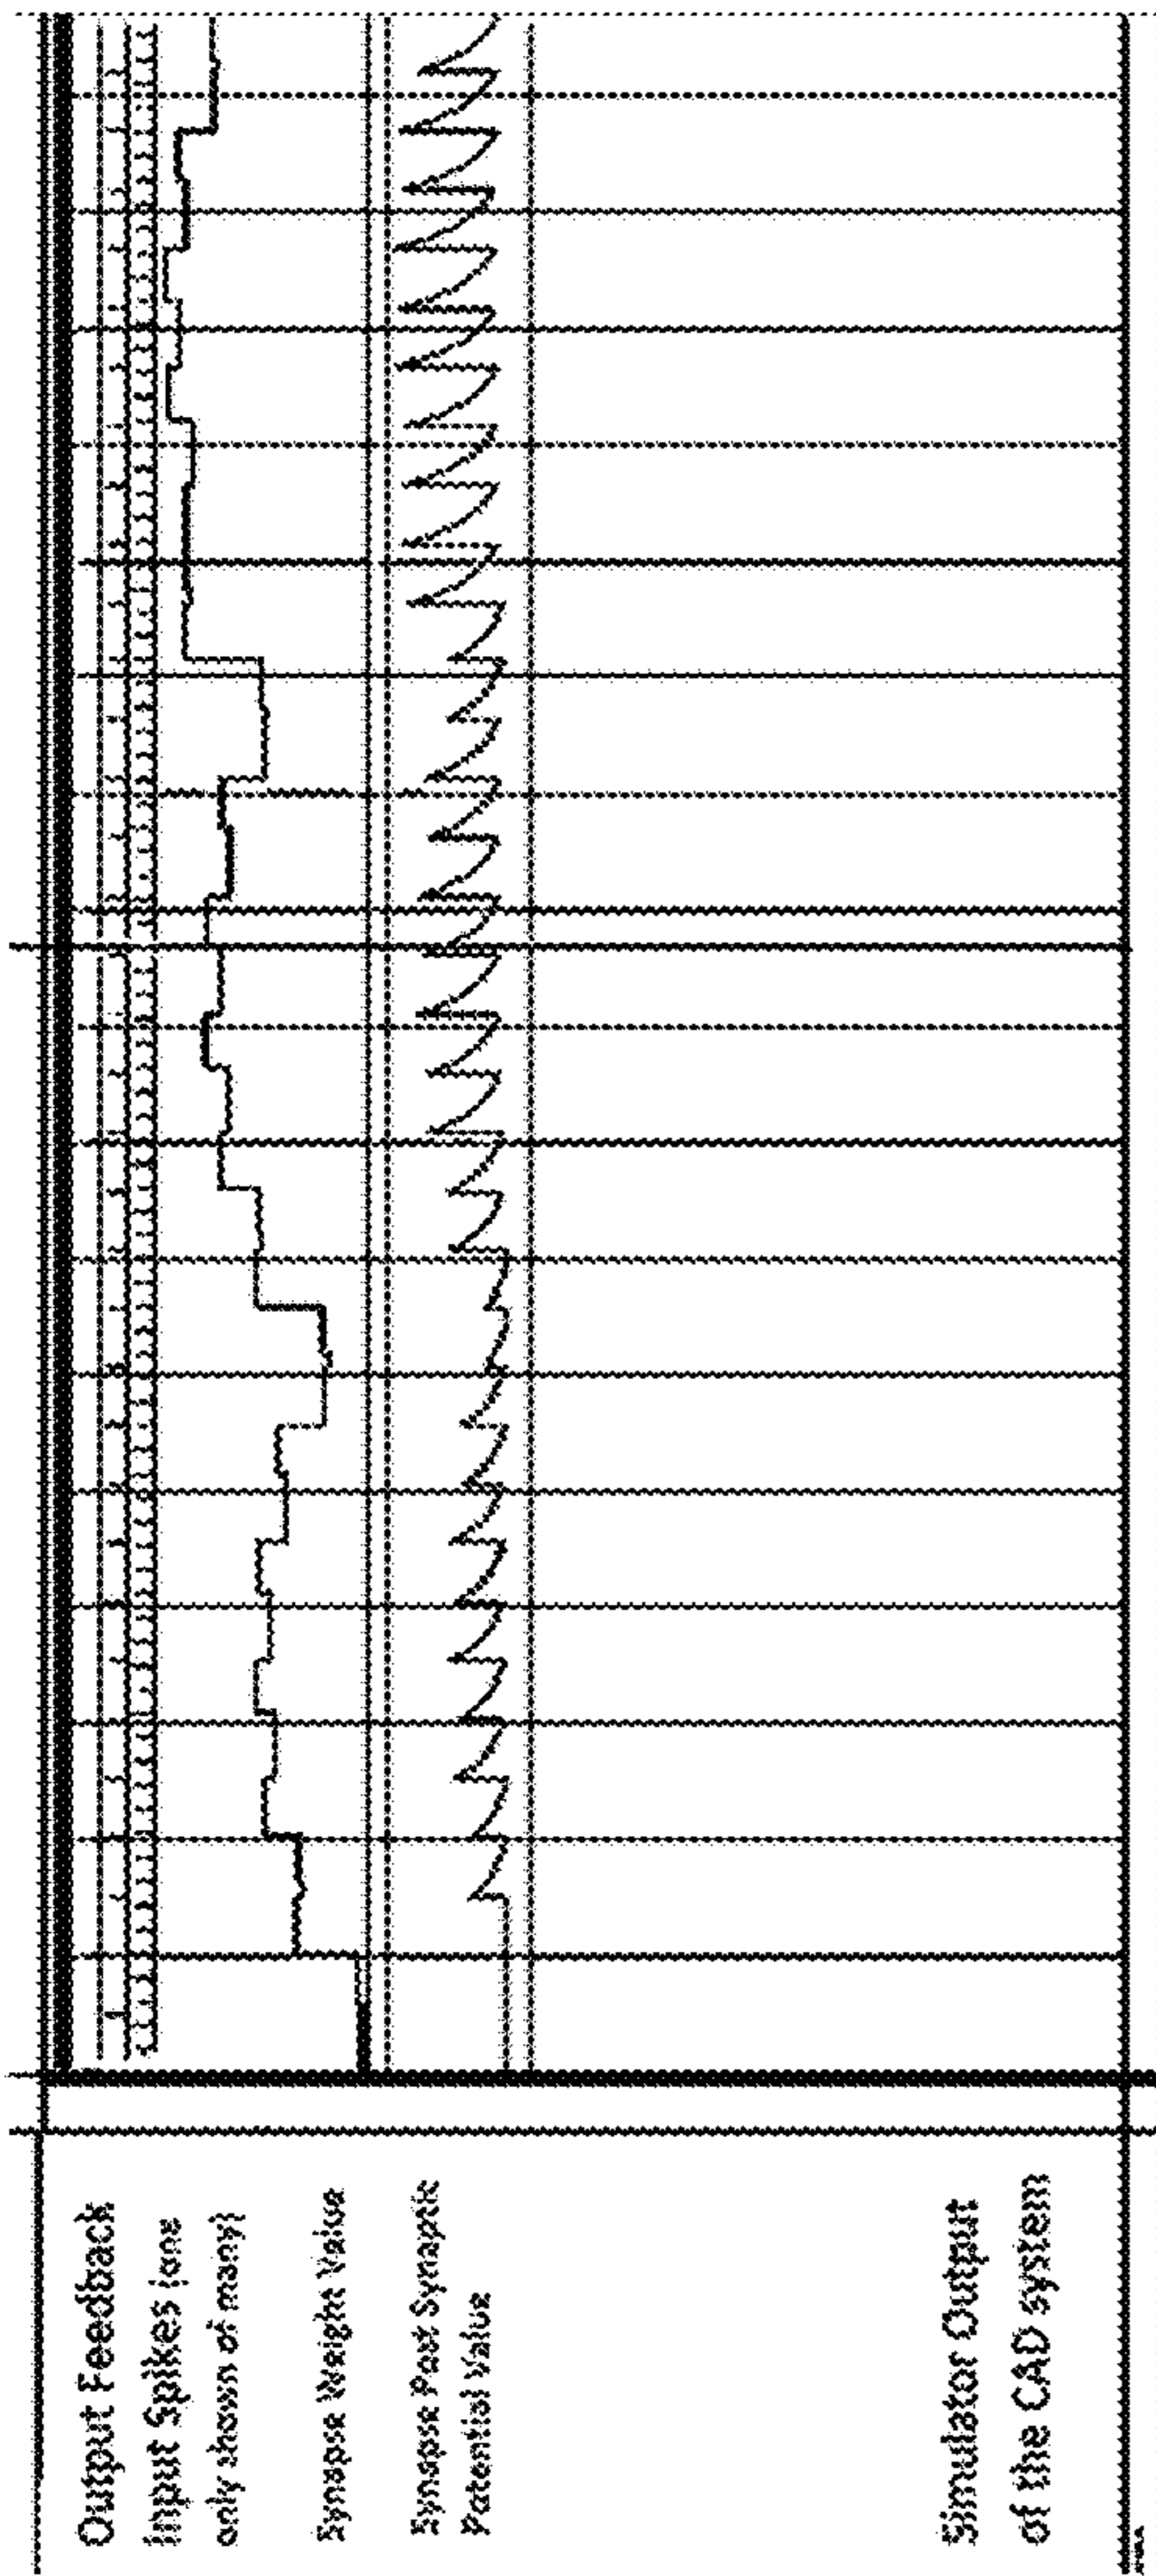 Output Feedback
Input Spikes (one
only shown of many)
Synapse Weight Value
Synapse Post Synaptic
Potential Value
Simulator Output
of the CAD system